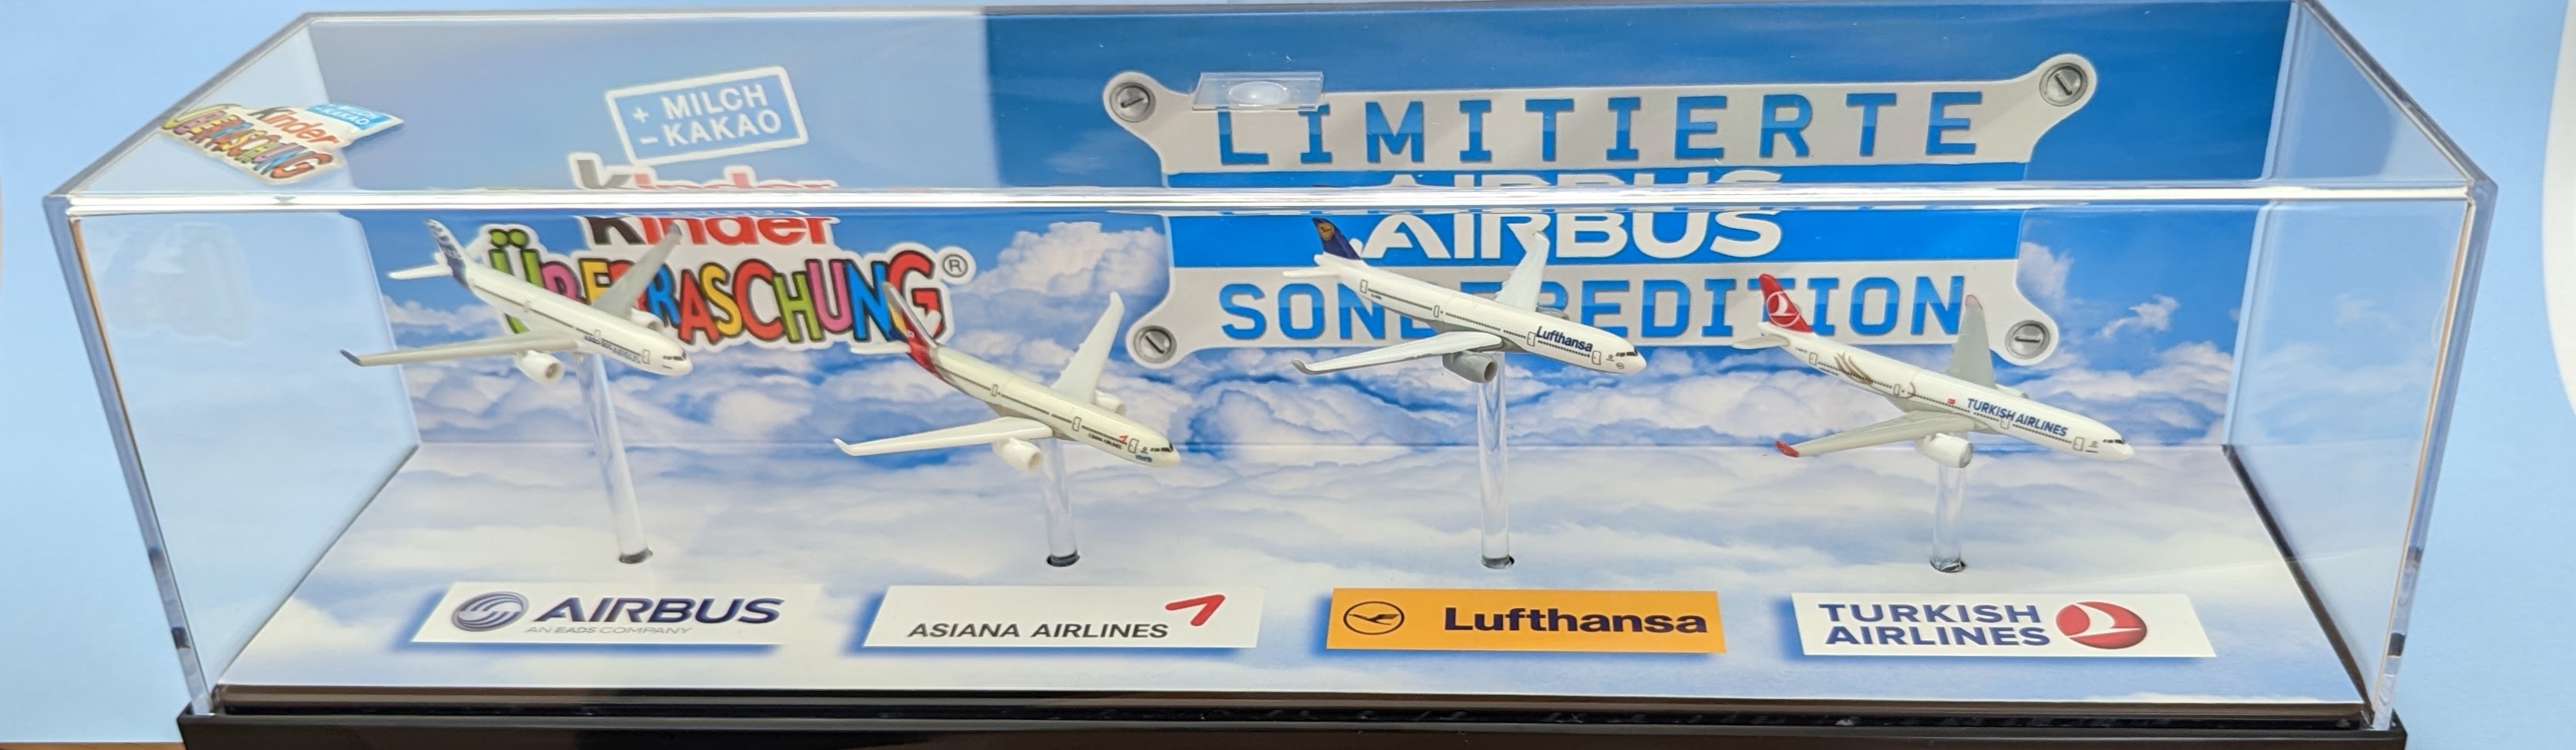 + MILCH
- KAKAO
kinder
ÜBERRASCHUNG®
LIMITIERTE
AIRBUS
SONDEREDITION
Lufthansa
TURKISH AIRLINES
AIRBUS
AN EADS COMPANY
ASIANA AIRLINES
Lufthansa
TURKISH
AIRLINES